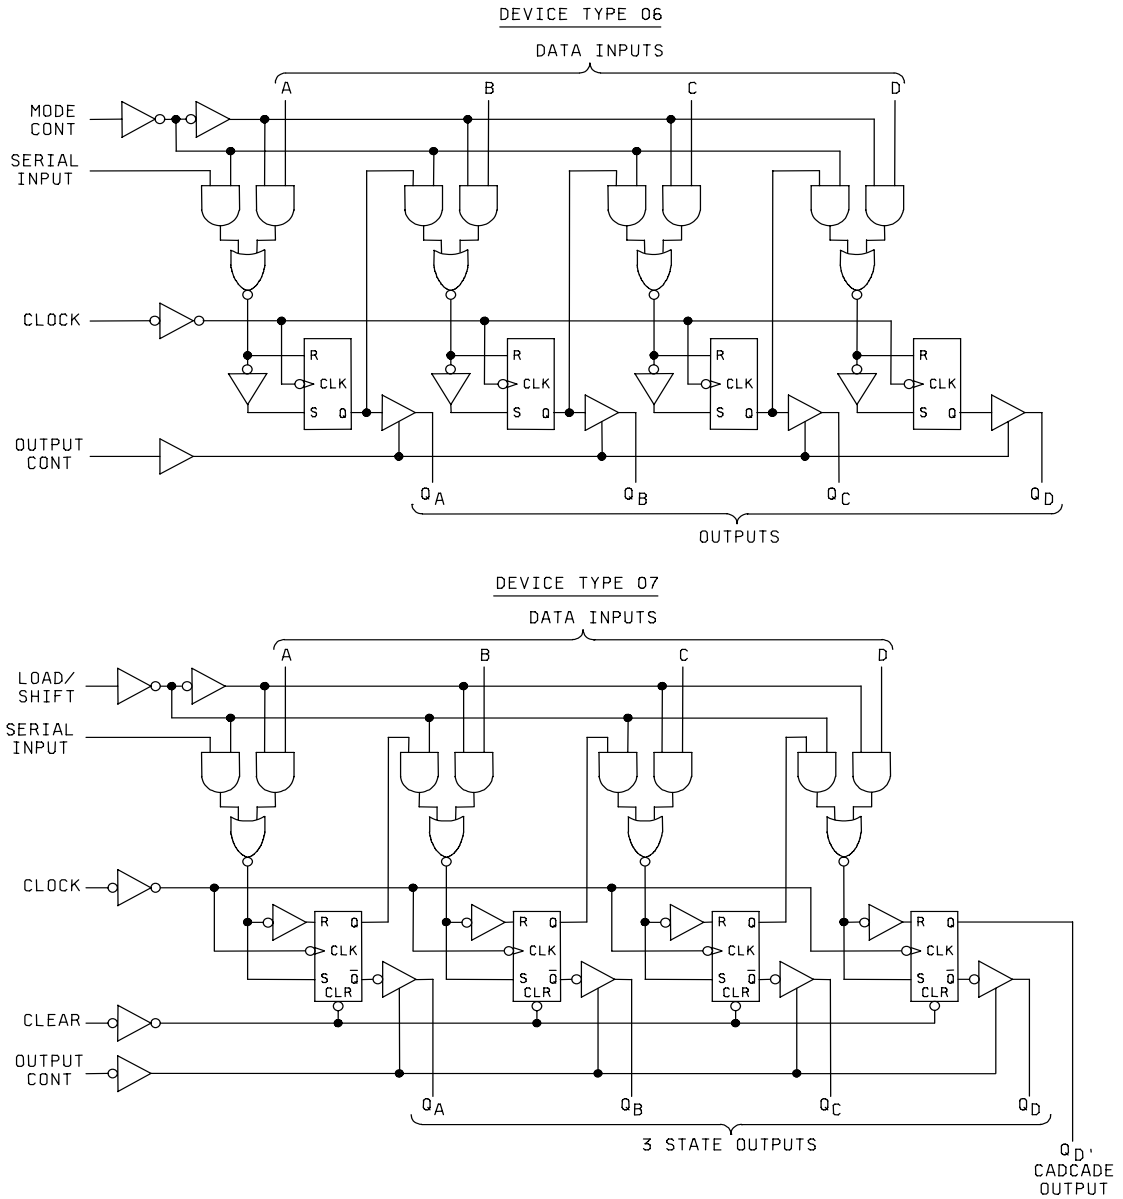 DEVICE TYPE 06
DATA INPUTS
A B C D
MODE
CONT
SERIAL
INPUT
CLOCK
R R R R
CLK CLK CLK CLK
S Q S Q S Q S Q
OUTPUT
CONT
QA QB QC QD
OUTPUTS
DEVICE TYPE 07
DATA INPUTS
A B C D
LOAD/
SHIFT
SERIAL
INPUT
CLOCK
R Q R Q R Q R Q
CLK CLK CLK CLK
S Q̅ S Q̅ S Q̅ S Q̅
CLR CLR CLR CLR
CLEAR
OUTPUT
CONT
QA QB QC QD
3 STATE OUTPUTS
QD'
CADCADE
OUTPUT